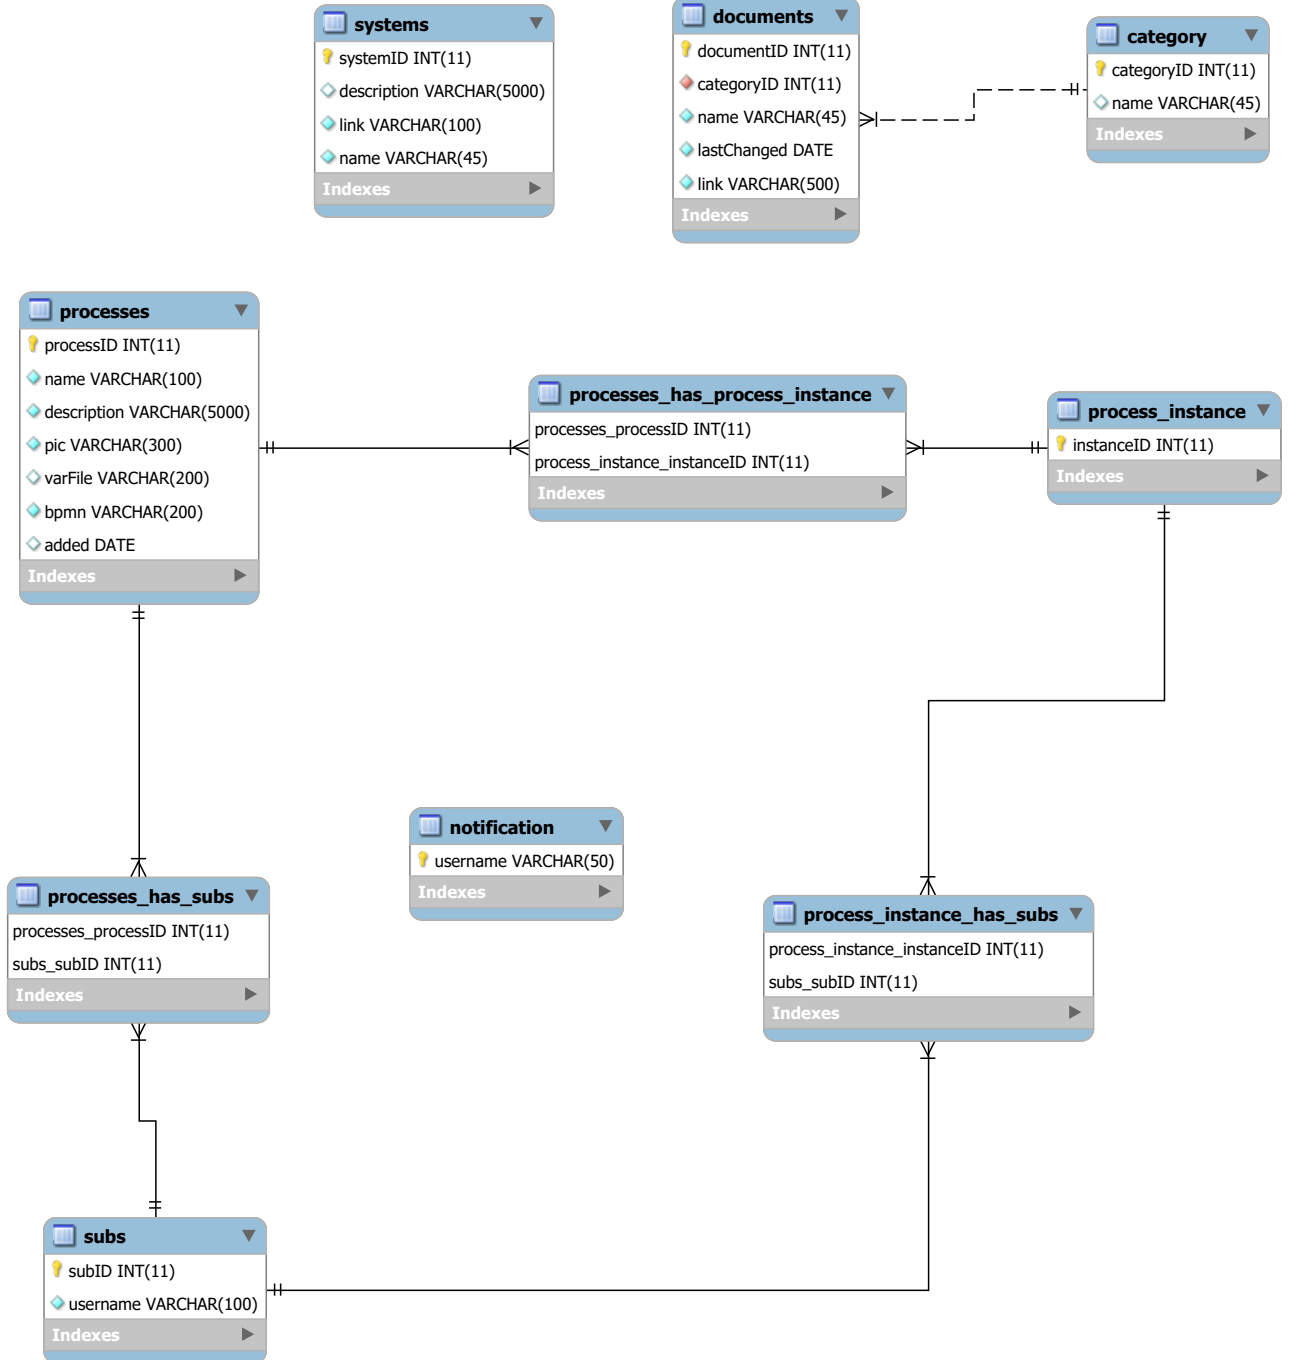 systems
systemID INT(11)
description VARCHAR(5000)
link VARCHAR(100)
name VARCHAR(45)
Indexes
documents
documentID INT(11)
categoryID INT(11)
name VARCHAR(45)
lastChanged DATE
link VARCHAR(500)
Indexes
category
categoryID INT(11)
name VARCHAR(45)
Indexes
processes
processID INT(11)
name VARCHAR(100)
description VARCHAR(5000)
pic VARCHAR(300)
varFile VARCHAR(200)
bpmn VARCHAR(200)
added DATE
Indexes
processes_has_process_instance
processes_processID INT(11)
process_instance_instanceID INT(11)
Indexes
process_instance
instanceID INT(11)
Indexes
notification
username VARCHAR(50)
Indexes
processes_has_subs
processes_processID INT(11)
subs_subID INT(11)
Indexes
process_instance_has_subs
process_instance_instanceID INT(11)
subs_subID INT(11)
Indexes
subs
subID INT(11)
username VARCHAR(100)
Indexes